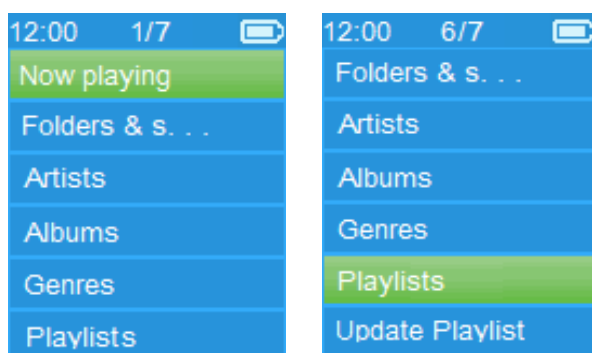 12:00 1/7
Now playing
Folders & s. . .
Artists
Albums
Genres
Playlists
12:00 6/7
Folders & s. . .
Artists
Albums
Genres
Playlists
Update Playlist